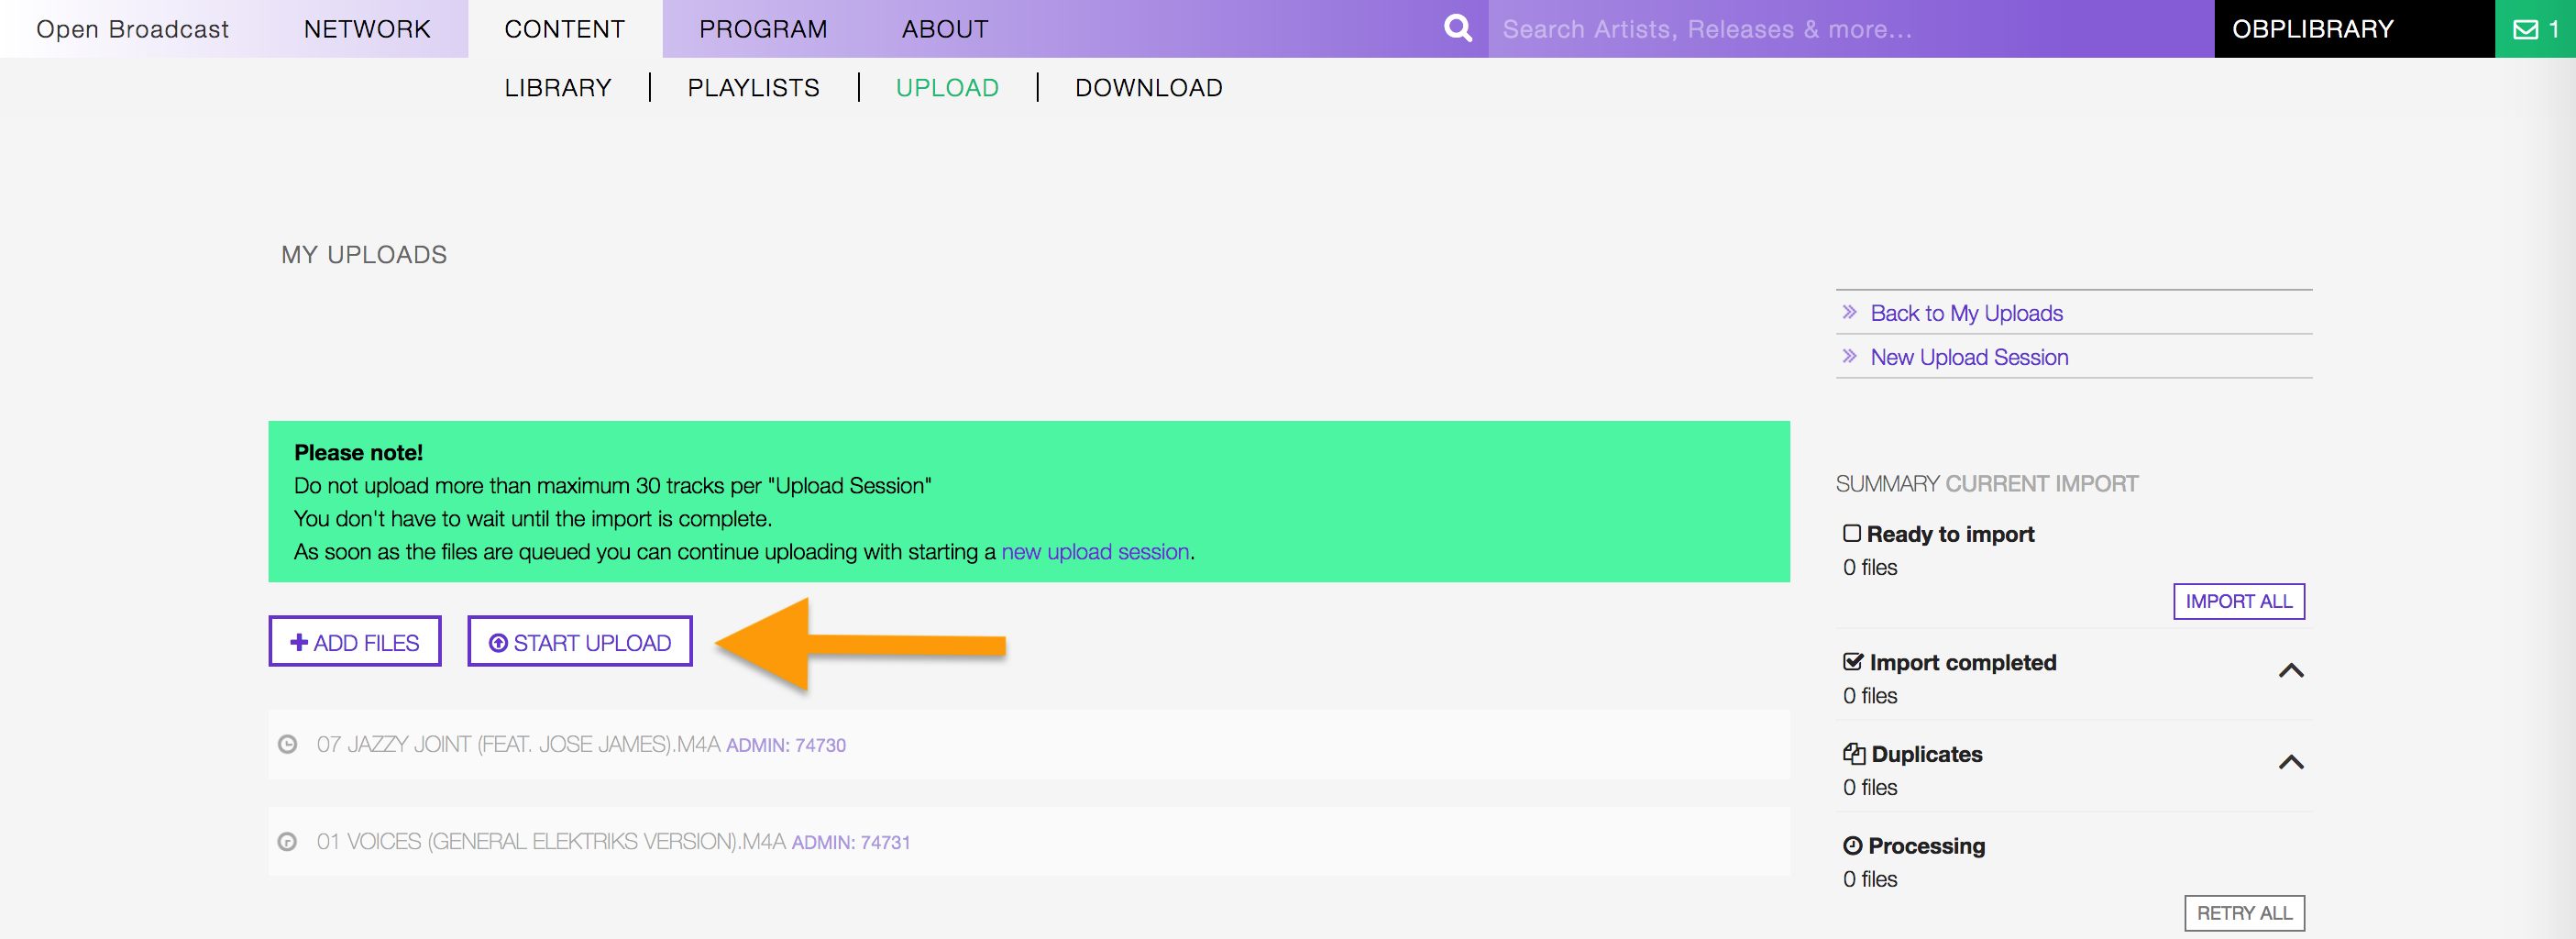 Open Broadcast NETWORK CONTENT PROGRAM ABOUT Search Artists, Releases & more... OBPLIBRARY 1
LIBRARY PLAYLISTS UPLOAD DOWNLOAD
MY UPLOADS
Back to My Uploads
New Upload Session
Please note!
Do not upload more than maximum 30 tracks per "Upload Session"
You don't have to wait until the import is complete.
As soon as the files are queued you can continue uploading with starting a new upload session.
ADD FILES START UPLOAD
07 JAZZY JOINT (FEAT. JOSE JAMES).M4A ADMIN: 74730
01 VOICES (GENERAL ELEKTRIKS VERSION).M4A ADMIN: 74731
SUMMARY CURRENT IMPORT
Ready to import
0 files
IMPORT ALL
Import completed
0 files
Duplicates
0 files
Processing
0 files
RETRY ALL